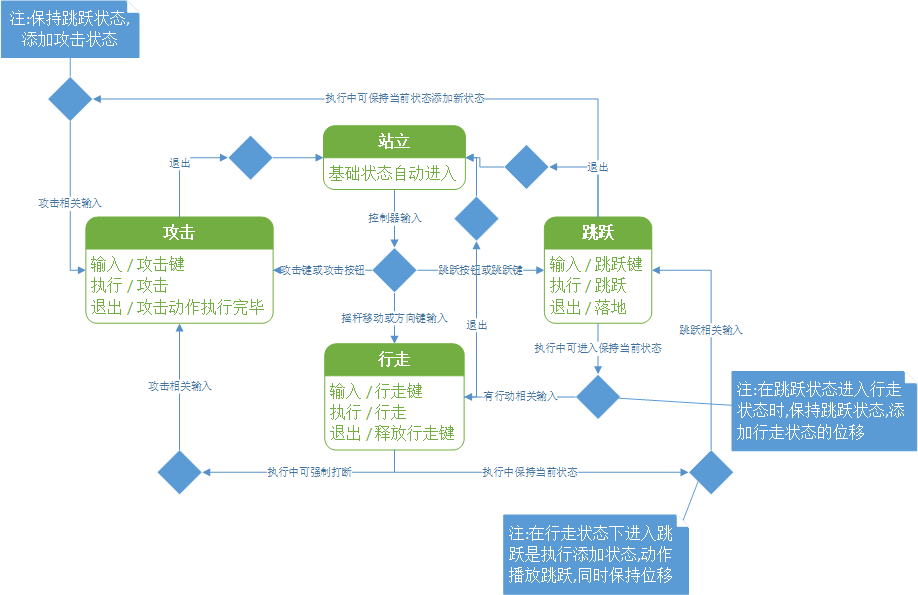 注:保持跳跃状态,
添加攻击状态
执行中可保持当前状态添加新状态
站立
基础状态自动进入
退出
退出
攻击相关输入
控制器输入
攻击
输入 / 攻击键
执行 / 攻击
退出 / 攻击动作执行完毕
跳跃
输入 / 跳跃键
执行 / 跳跃
退出 / 落地
攻击键或攻击按钮
跳跃按钮或跳跃键
摇杆移动或方向键输入
退出
跳跃相关输入
执行中可进入保持当前状态
行走
输入 / 行走键
执行 / 行走
退出 / 释放行走键
攻击相关输入
有行动相关输入
注:在跳跃状态进入行走
状态时,保持跳跃状态,添
加行走状态的位移
执行中可强制打断
执行中保持当前状态
注:在行走状态下进入跳
跃是执行添加状态,动作
播放跳跃,同时保持位移